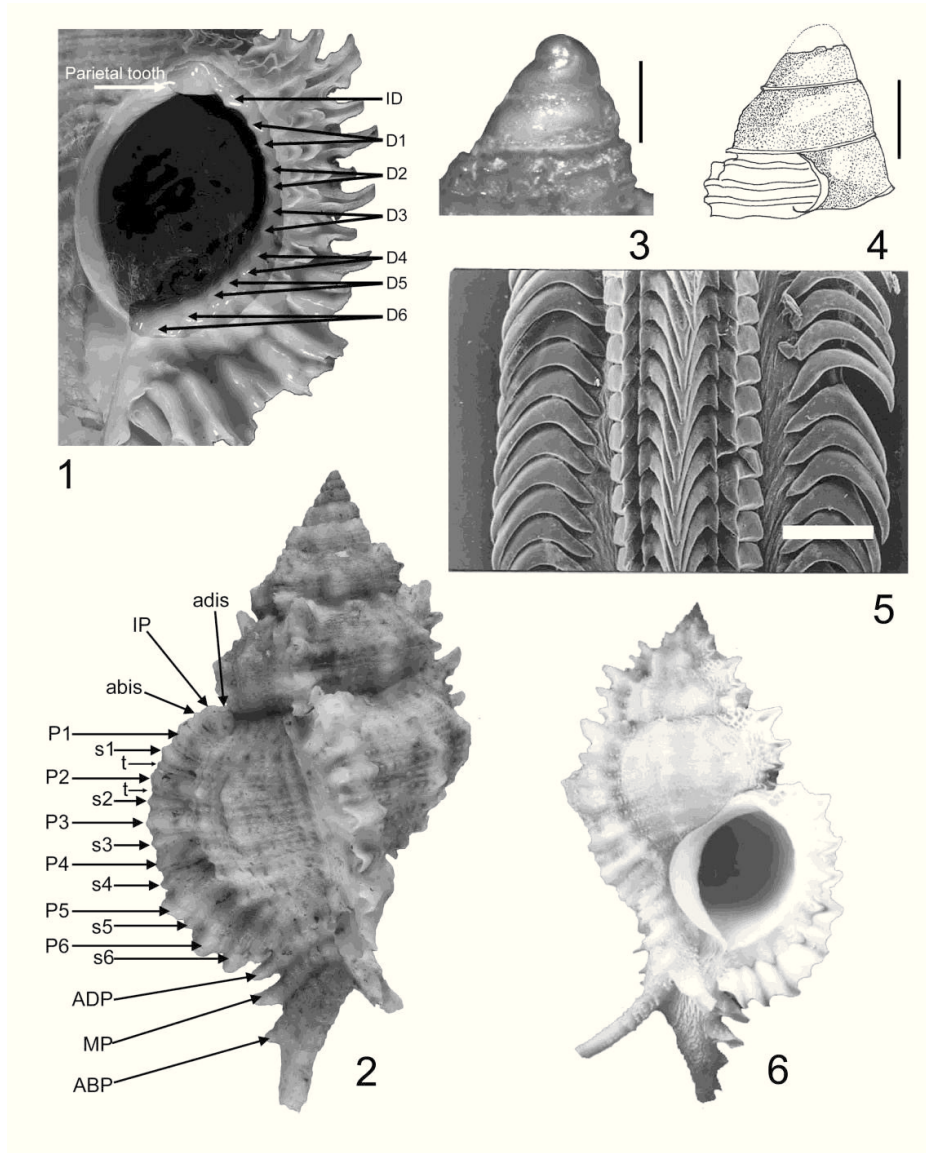 Parietal tooth
ID
D1
D2
D3
D4
D5
D6
1
3
4
5
adis
IP
abis
P1
s1
t
P2
t
s2
P3
s3
P4
s4
P5
s5
P6
s6
ADP
MP
ABP
2
6